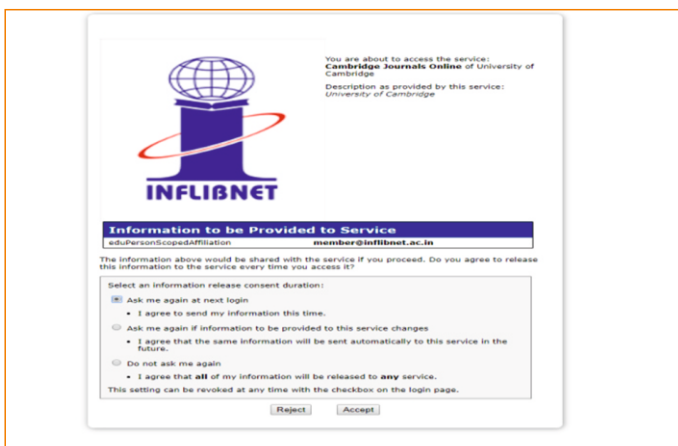 You are about to access the service:
Cambridge Journals Online of University of
Cambridge
Description as provided by this service:
University of Cambridge
INFLIBNET
Information to be Provided to Service
eduPersonScopedAffiliation member@inflibnet.ac.in
The information above would be shared with the service if you proceed. Do you agree to release
this information to the service every time you access it?
Select an information release consent duration:
Ask me again at next login
• I agree to send my information this time.
Ask me again if information to be provided to this service changes
• I agree that the same information will be sent automatically to this service in the
future.
Do not ask me again
• I agree that all of my information will be released to any service.
This setting can be revoked at any time with the checkbox on the login page.
Reject Accept